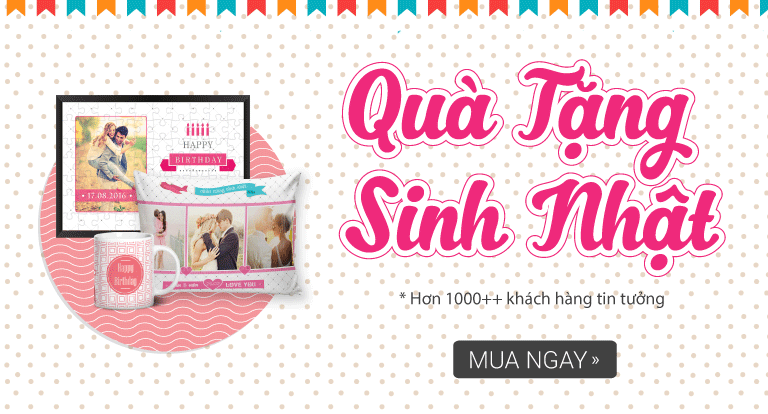 Quà Tặng
Sinh Nhật
* Hơn 1000++ khách hàng tin tưởng
MUA NGAY »
HAPPY
BIRTHDAY
17.08.2016
LOVE YOU
Happy
Birthday